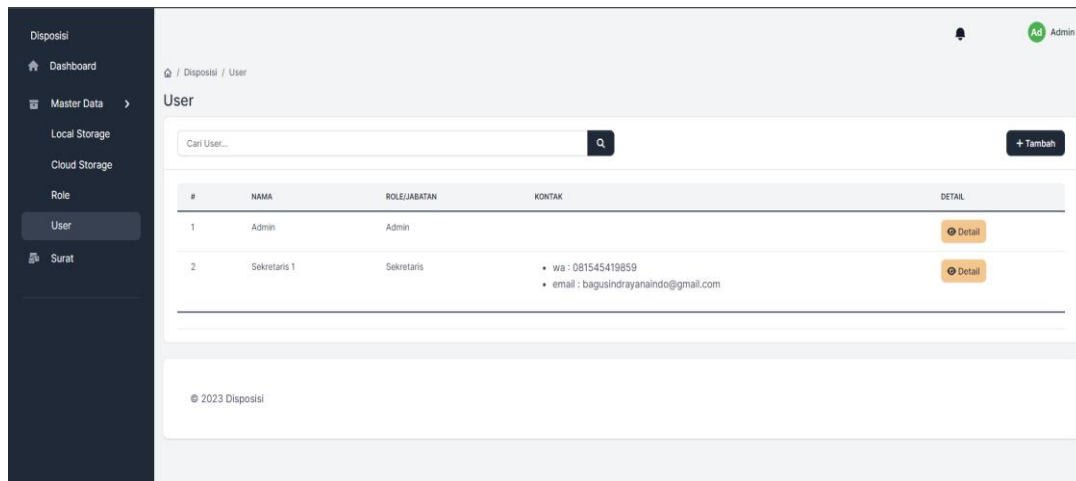 Disposisi
Dashboard
Master Data
Local Storage
Cloud Storage
Role
User
Surat
Ad Admin
/ Disposisi / User
User
Cari User...
+ Tambah
# NAMA ROLE/JABATAN KONTAK DETAIL
1 Admin Admin Detail
2 Sekretaris 1 Sekretaris • wa : 081545419859 Detail
• email : bagusindrayanaindo@gmail.com
© 2023 Disposisi